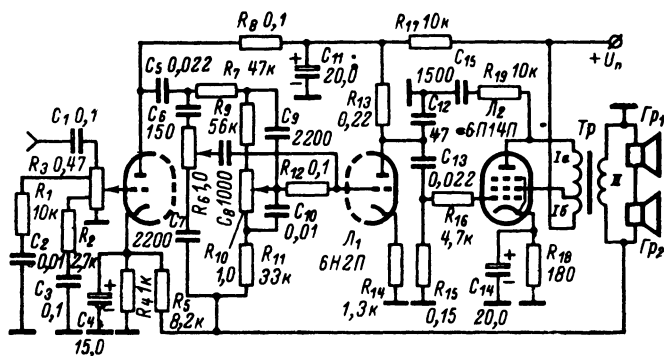 R8 0,1
R17 10к
+Uп
C5 0,022
R7 47к
C11 20,0
C15 1500
R19 10к
Л2 6П14П
C6 150
R9 56к
C9 2200
R13 0,22
C12 47
Тр
Гр1
C1 0,1
R3 0,47
C13 0,022
Iа
Iб
II
R6 1,0
C8 1000
R12 0,1
R1 10к
R2 2,7к
C7 2200
C10 0,01
Л1 6Н2П
R16 4,7к
Гр2
C2 0,01
R10 1,0
R11 33к
R18 180
C3 0,1
C4 15,0
R4 1к
R5 8,2к
R14 1,3к
R15 0,15
C14 20,0